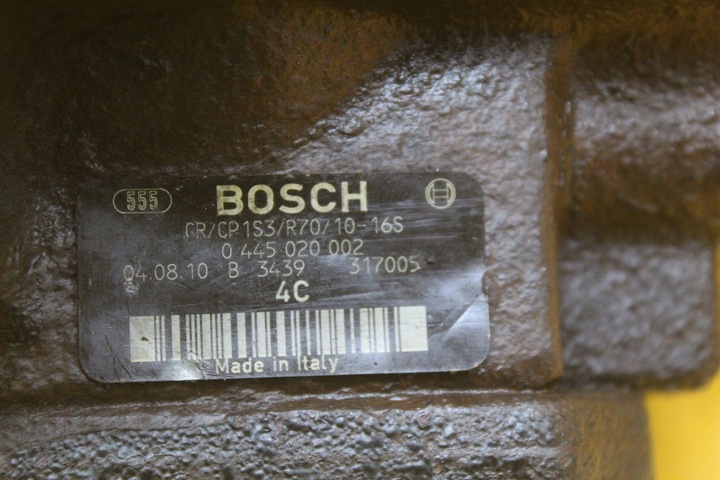 555 BOSCH
CR/CP1S3/R70/10-16S
0 445 020 002
04.08.10 B 3439 317005
4C
Made in Italy